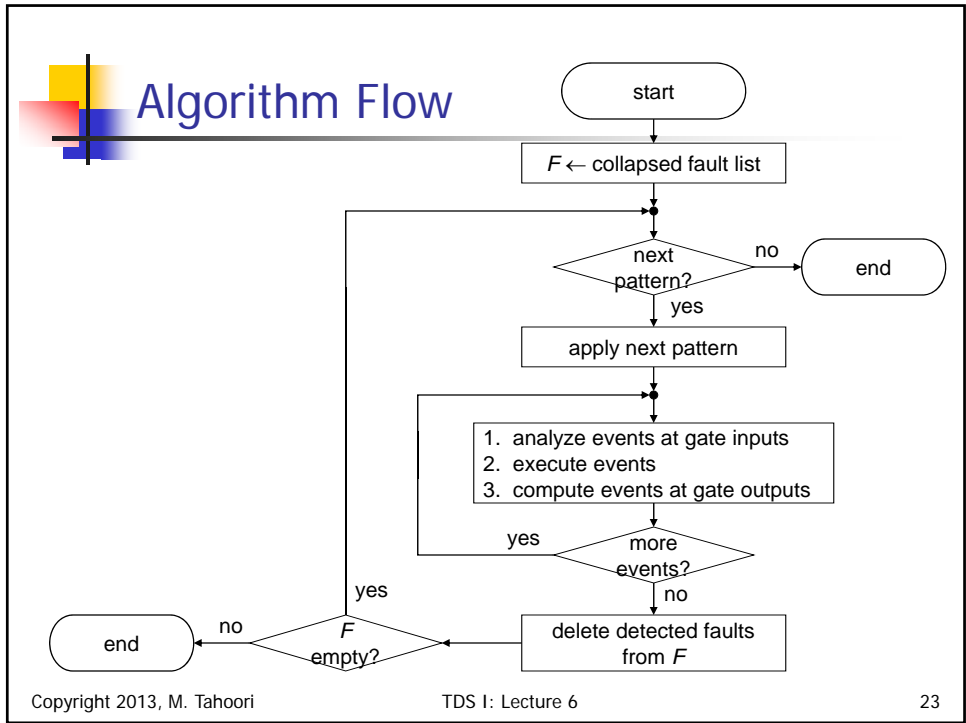 Algorithm Flow
start
F ← collapsed fault list
next
pattern?
no
end
yes
apply next pattern
1. analyze events at gate inputs
2. execute events
3. compute events at gate outputs
yes
more
events?
no
delete detected faults
from F
yes
F
empty?
no
end
Copyright 2013, M. Tahoori
TDS I: Lecture 6
23